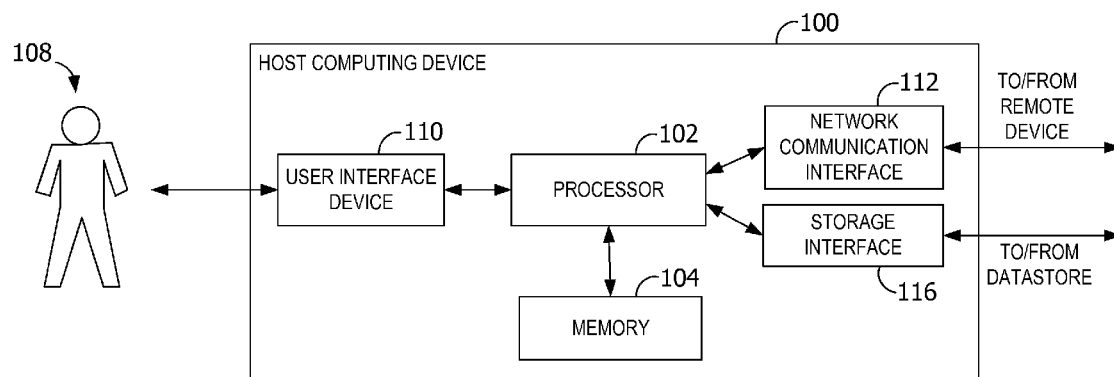 108
100
HOST COMPUTING DEVICE
110
USER INTERFACE
DEVICE
102
PROCESSOR
104
MEMORY
112
NETWORK
COMMUNICATION
INTERFACE
STORAGE
INTERFACE
116
TO/FROM
REMOTE
DEVICE
TO/FROM
DATASTORE